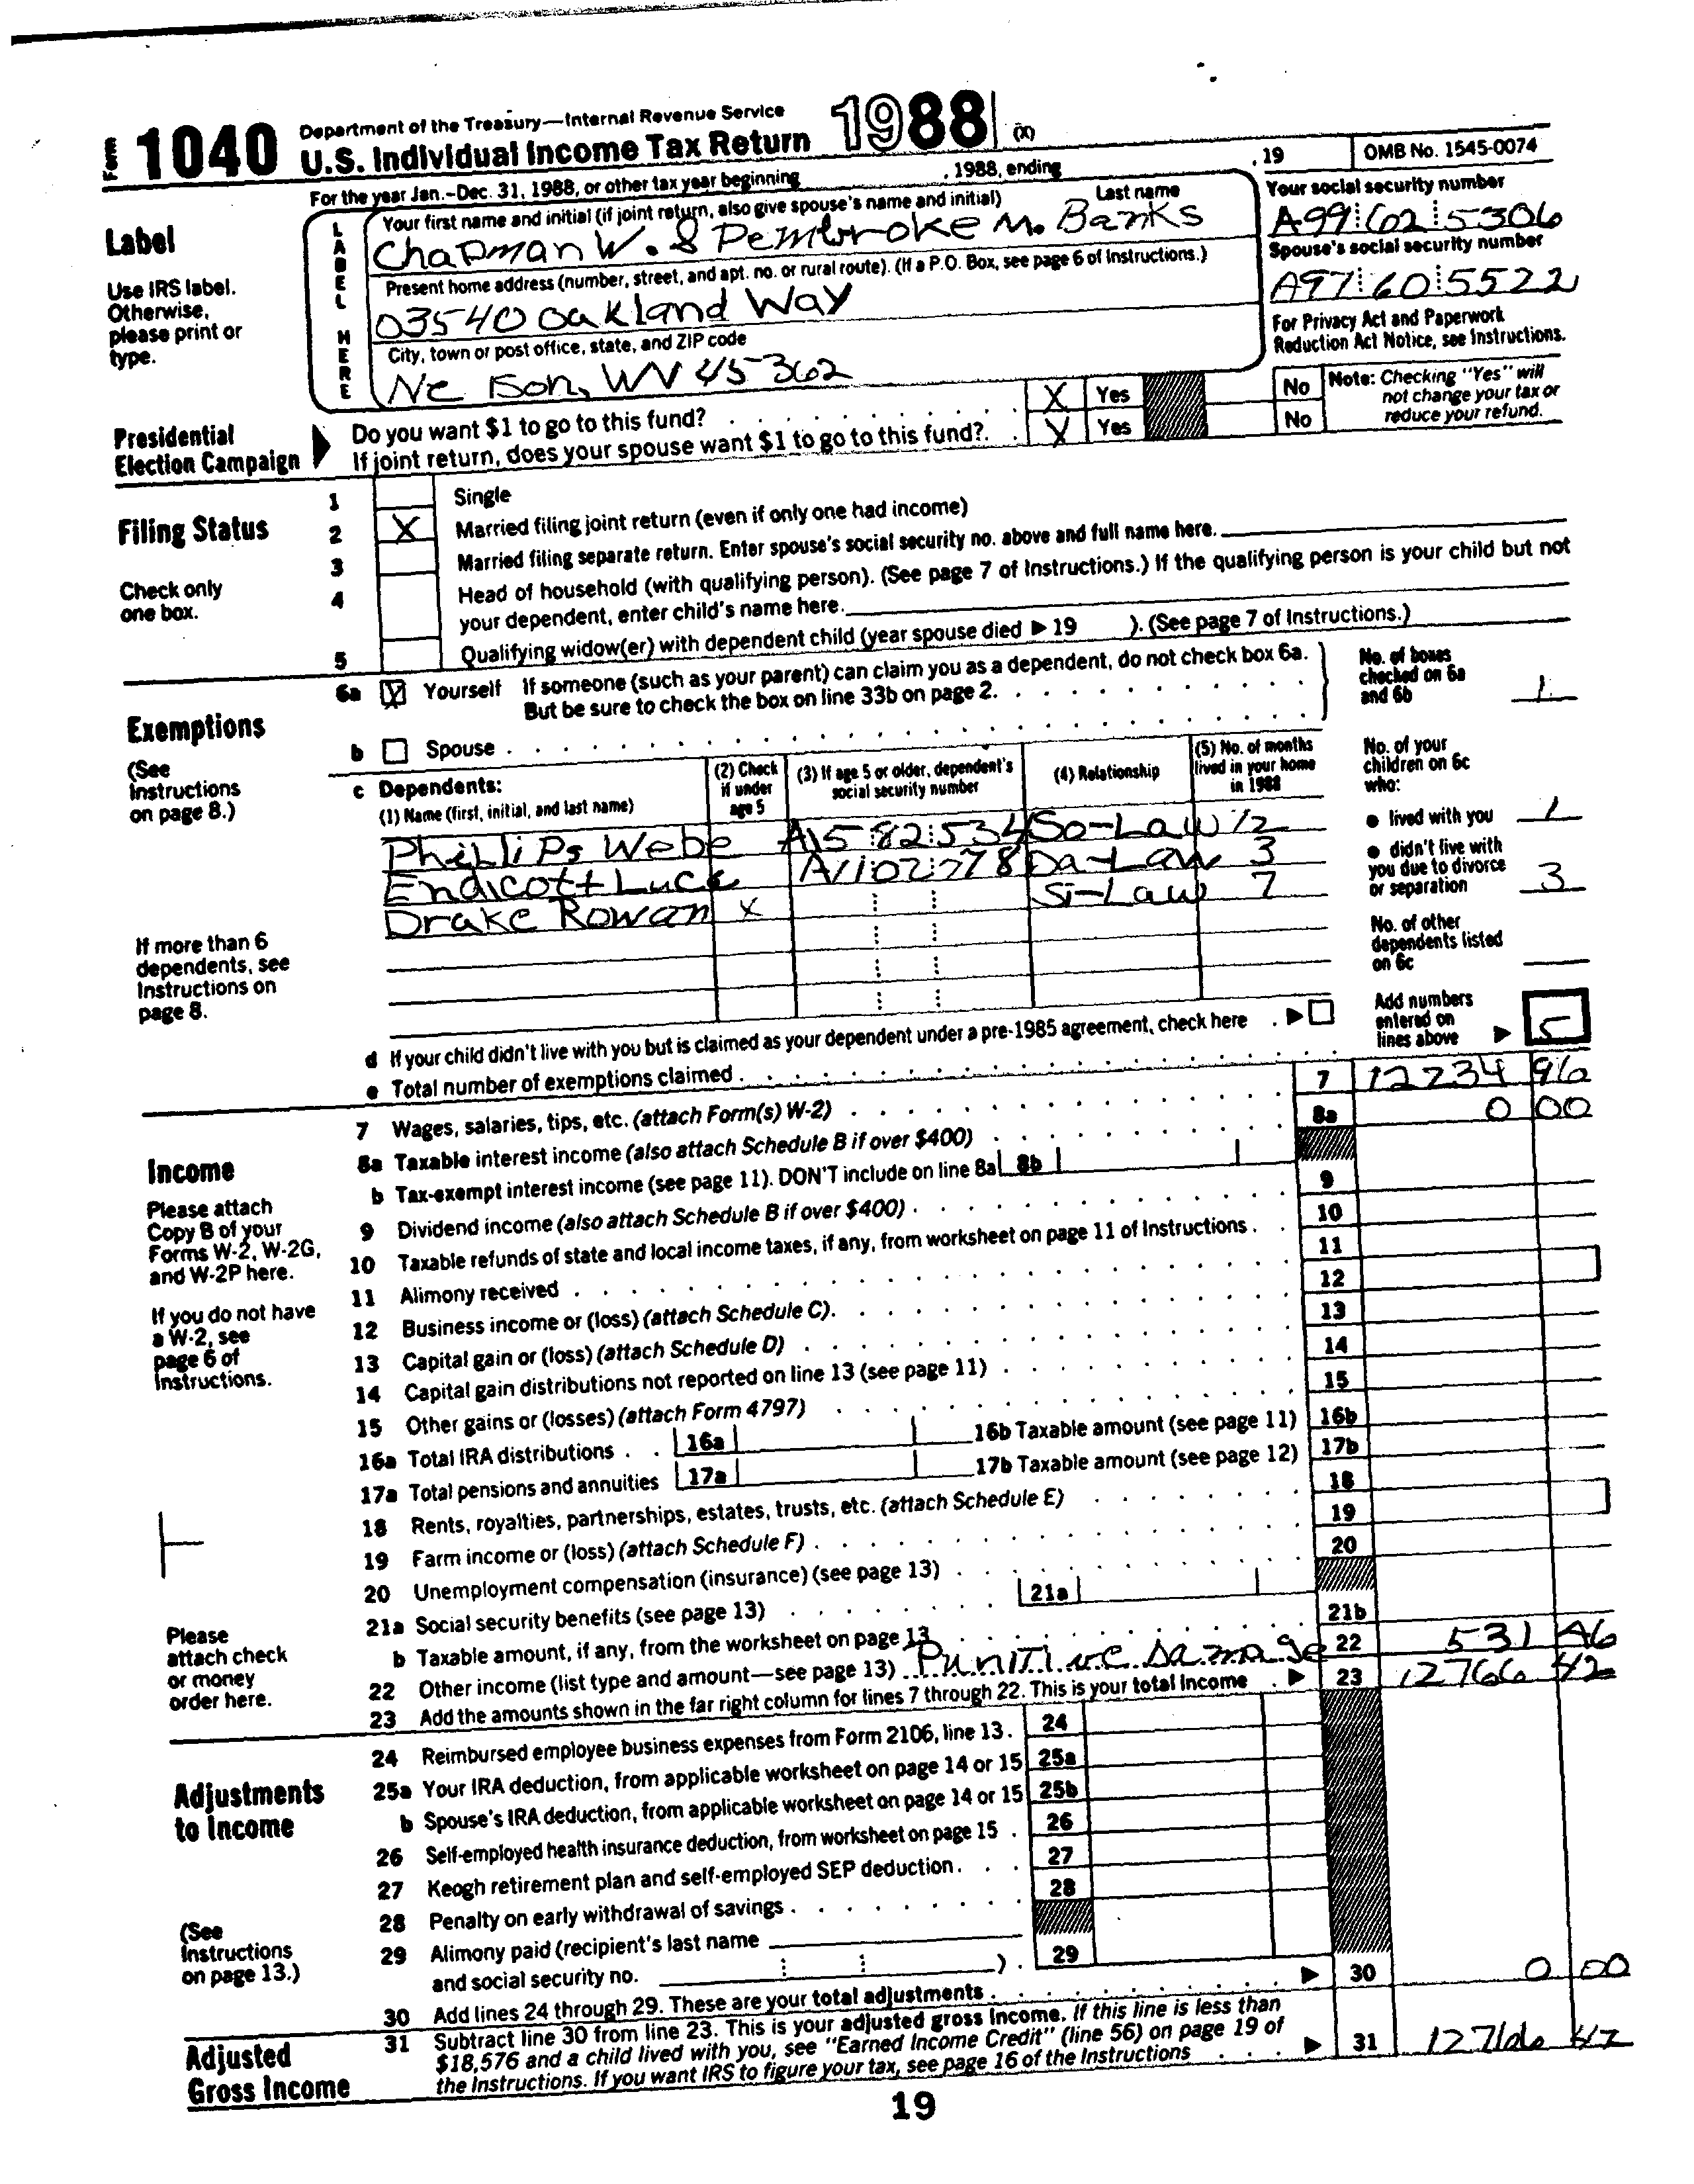 Form 1040 Department of the Treasury—Internal Revenue Service
U.S. Individual Income Tax Return 1988 (X)
For the year Jan.–Dec. 31, 1988, or other tax year beginning , 1988, ending , 19 OMB No. 1545-0074
Label
Use IRS label. Otherwise, please print or type.
LABEL HERE
Your first name and initial (if joint return, also give spouse's name and initial) Last name
Chapman W. & Pembroke M. Banks
Your social security number
A99 602 5306
Present home address (number, street, and apt. no. or rural route). (If a P.O. Box, see page 6 of Instructions.)
03540 Oakland Way
Spouse's social security number
A97 60 5522
City, town or post office, state, and ZIP code
Nelson, WV 45362
For Privacy Act and Paperwork Reduction Act Notice, see Instructions.
Presidential Election Campaign
Do you want $1 to go to this fund? X Yes No
If joint return, does your spouse want $1 to go to this fund?. X Yes No
Note: Checking "Yes" will not change your tax or reduce your refund.
Filing Status
Check only one box.
1 Single
2 X Married filing joint return (even if only one had income)
3 Married filing separate return. Enter spouse's social security no. above and full name here.
4 Head of household (with qualifying person). (See page 7 of Instructions.) If the qualifying person is your child but not
your dependent, enter child's name here.
5 Qualifying widow(er) with dependent child (year spouse died ▶ 19 ). (See page 7 of Instructions.)
Exemptions
(See Instructions on page 8.)
6a X Yourself If someone (such as your parent) can claim you as a dependent, do not check box 6a.
But be sure to check the box on line 33b on page 2.
b Spouse
No. of boxes checked on 6a and 6b 1
c Dependents:
(1) Name (first, initial, and last name)
(2) Check if under age 5
(3) If age 5 or older, dependent's social security number
(4) Relationship
(5) No. of months lived in your home in 1988
Phillips Webe A15 82 534 So-Law 12
Endicott Luce A11 02 778 Da-Law 3
Drake Rowan X Si-Law 7
No. of your children on 6c who:
● lived with you 1
● didn't live with you due to divorce or separation 3
No. of other dependents listed on 6c
If more than 6 dependents, see Instructions on page 8.
d If your child didn't live with you but is claimed as your dependent under a pre-1985 agreement, check here ▶
e Total number of exemptions claimed
Add numbers entered on lines above ▶ 5
Income
Please attach Copy B of your Forms W-2, W-2G, and W-2P here.
If you do not have a W-2, see page 6 of Instructions.
Please attach check or money order here.
7 Wages, salaries, tips, etc. (attach Form(s) W-2) 7 12234 96
8a Taxable interest income (also attach Schedule B if over $400) 8a 0 00
b Tax-exempt interest income (see page 11). DON'T include on line 8a 8b
9 Dividend income (also attach Schedule B if over $400) 9
10 Taxable refunds of state and local income taxes, if any, from worksheet on page 11 of Instructions 10
11 Alimony received 11
12 Business income or (loss) (attach Schedule C) 12
13 Capital gain or (loss) (attach Schedule D) 13
14 Capital gain distributions not reported on line 13 (see page 11) 14
15 Other gains or (losses) (attach Form 4797) 15
16a Total IRA distributions 16a 16b Taxable amount (see page 11) 16b
17a Total pensions and annuities 17a 17b Taxable amount (see page 12) 17b
18 Rents, royalties, partnerships, estates, trusts, etc. (attach Schedule E) 18
19 Farm income or (loss) (attach Schedule F) 19
20 Unemployment compensation (insurance) (see page 13) 20
21a Social security benefits (see page 13) 21a
b Taxable amount, if any, from the worksheet on page 13 21b
22 Other income (list type and amount—see page 13) Punitive Damage 22 531 46
23 Add the amounts shown in the far right column for lines 7 through 22. This is your total income ▶ 23 12766 42
Adjustments to Income
(See Instructions on page 13.)
24 Reimbursed employee business expenses from Form 2106, line 13 24
25a Your IRA deduction, from applicable worksheet on page 14 or 15 25a
b Spouse's IRA deduction, from applicable worksheet on page 14 or 15 25b
26 Self-employed health insurance deduction, from worksheet on page 15 26
27 Keogh retirement plan and self-employed SEP deduction 27
28 Penalty on early withdrawal of savings 28
29 Alimony paid (recipient's last name
and social security no. ) 29
30 Add lines 24 through 29. These are your total adjustments ▶ 30 0 00
Adjusted Gross Income
31 Subtract line 30 from line 23. This is your adjusted gross income. If this line is less than
$18,576 and a child lived with you, see "Earned Income Credit" (line 56) on page 19 of
the Instructions. If you want IRS to figure your tax, see page 16 of the Instructions ▶ 31 12766 42
19